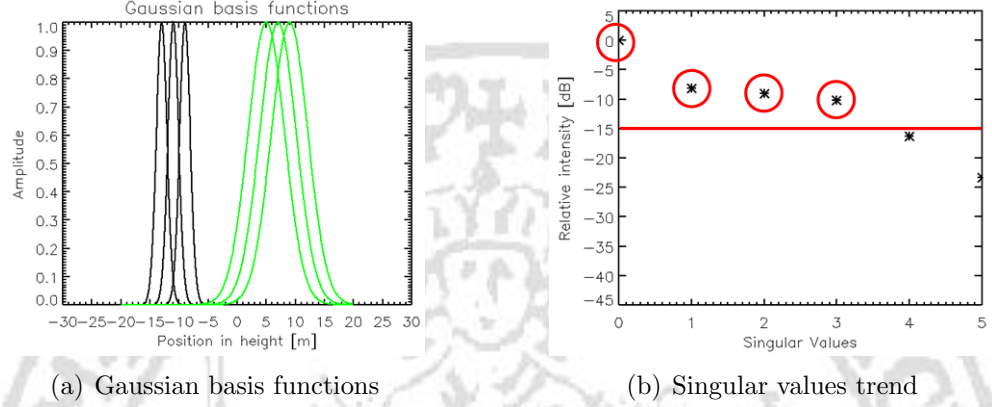 Gaussian basis functions
Amplitude
1.0
0.9
0.8
0.7
0.6
0.5
0.4
0.3
0.2
0.1
0.0
−30−25−20−15−10 −5 0 5 10 15 20 25 30
Position in height [m]
(a) Gaussian basis functions
Relative intensity [dB]
5
0
−5
−10
−15
−20
−25
−30
−35
−40
−45
0 1 2 3 4 5
Singular Values
(b) Singular values trend